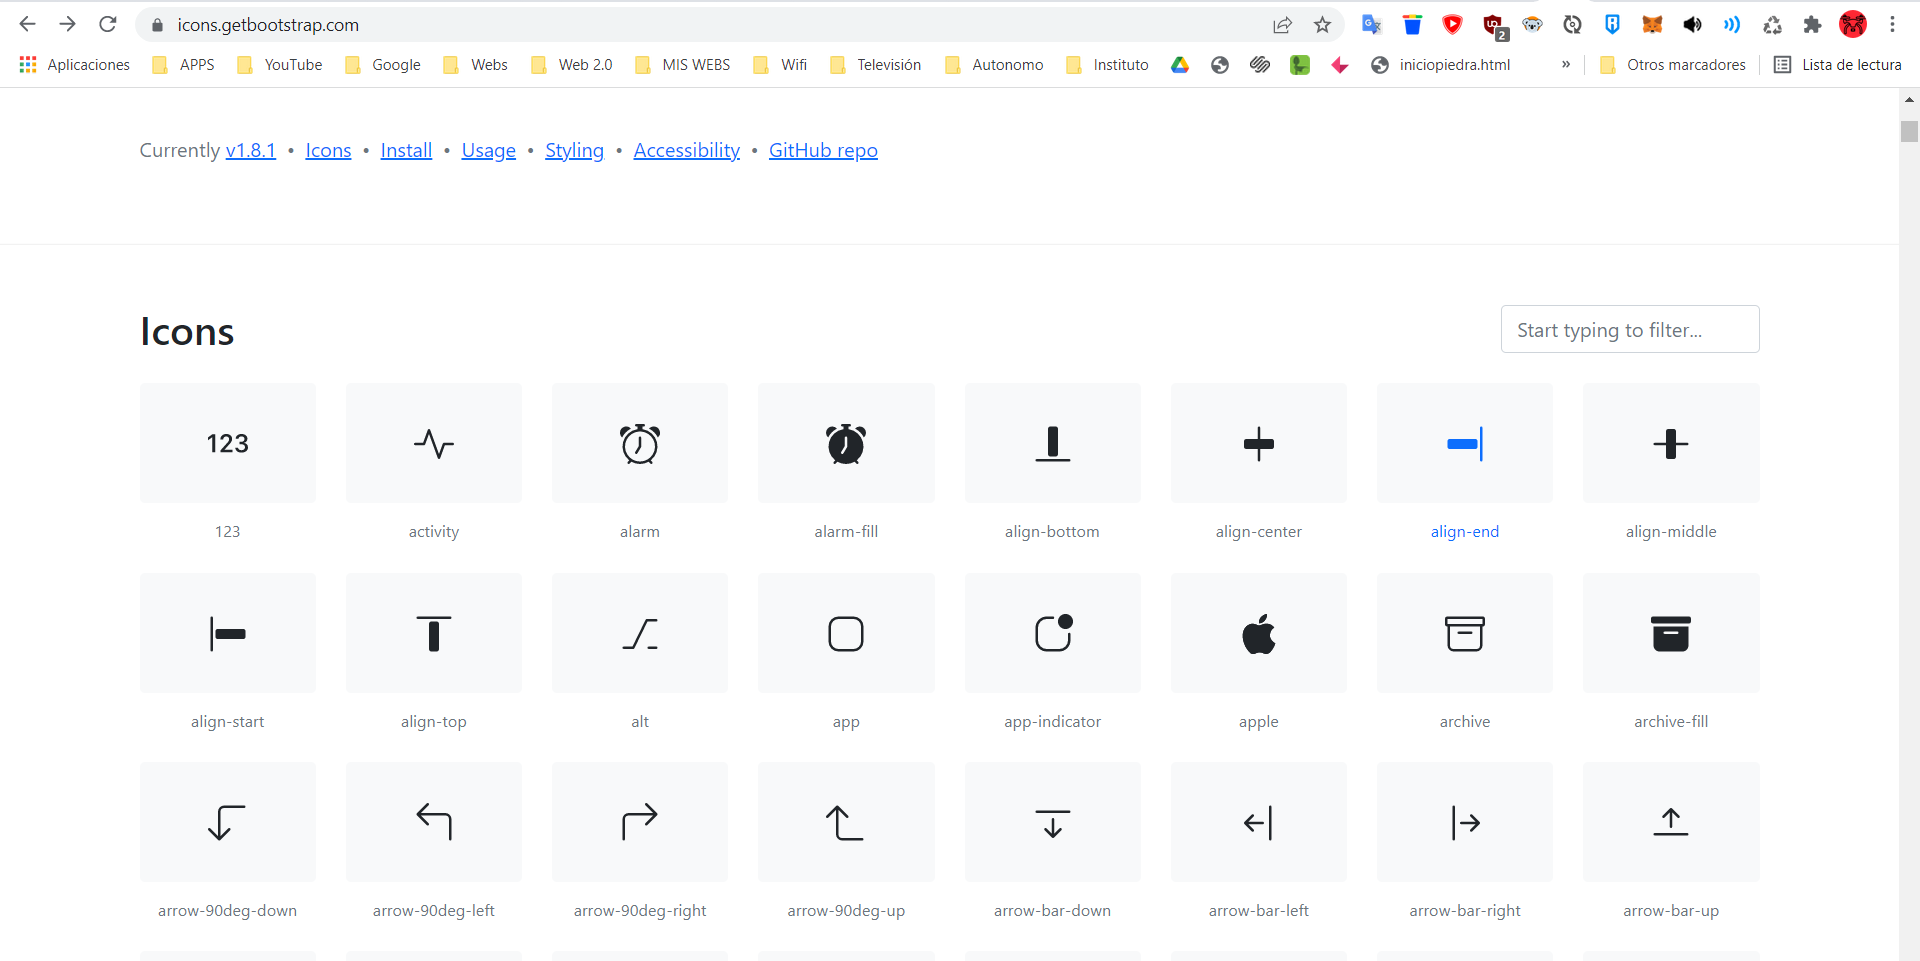 icons.getbootstrap.com
2
Aplicaciones APPS YouTube Google Webs Web 2.0 MIS WEBS Wifi Televisión Autonomo Instituto iniciopiedra.html » Otros marcadores Lista de lectura
Currently v1.8.1 • Icons • Install • Usage • Styling • Accessibility • GitHub repo
Icons
Start typing to filter...
123
123 activity alarm alarm-fill align-bottom align-center align-end align-middle
align-start align-top alt app app-indicator apple archive archive-fill
arrow-90deg-down arrow-90deg-left arrow-90deg-right arrow-90deg-up arrow-bar-down arrow-bar-left arrow-bar-right arrow-bar-up